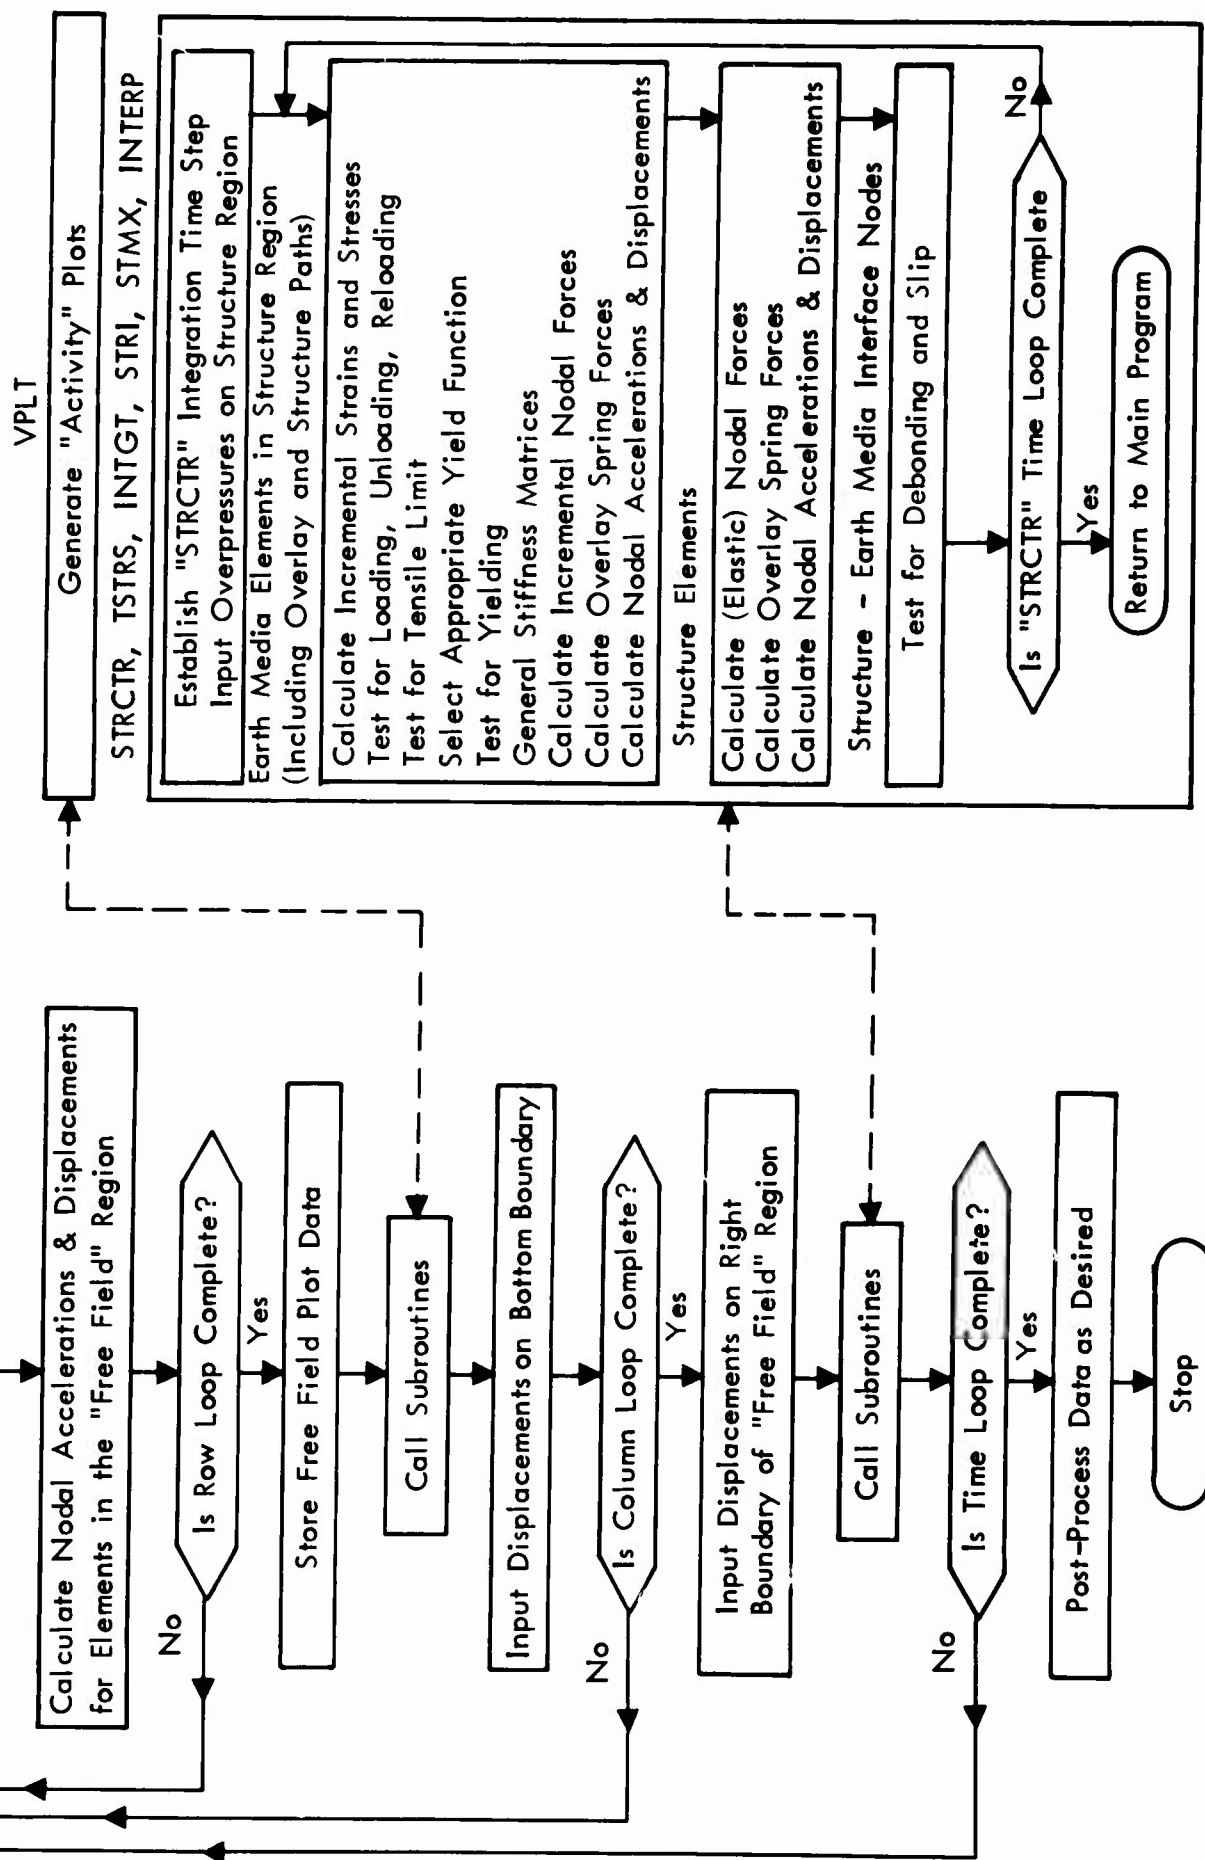 Calculate Nodal Accelerations & Displacements
for Elements in the "Free Field" Region
Is Row Loop Complete?
No
Yes
Store Free Field Plot Data
Call Subroutines
Input Displacements on Bottom Boundary
Is Column Loop Complete?
No
Yes
Input Displacements on Right
Boundary of "Free Field" Region
Call Subroutines
Is Time Loop Complete?
No
Yes
Post-Process Data as Desired
Stop
VPLT
Generate "Activity" Plots
STRCTR, TSTRS, INTGT, STRI, STMX, INTERP
Establish "STRCTR" Integration Time Step
Input Overpressures on Structure Region
Earth Media Elements in Structure Region
(Including Overlay and Structure Paths)
Calculate Incremental Strains and Stresses
Test for Loading, Unloading, Reloading
Test for Tensile Limit
Select Appropriate Yield Function
Test for Yielding
General Stiffness Matrices
Calculate Incremental Nodal Forces
Calculate Overlay Spring Forces
Calculate Nodal Accelerations & Displacements
Structure Elements
Calculate (Elastic) Nodal Forces
Calculate Overlay Spring Forces
Calculate Nodal Accelerations & Displacements
Structure - Earth Media Interface Nodes
Test for Debonding and Slip
Is "STRCTR" Time Loop Complete
No
Yes
Return to Main Program